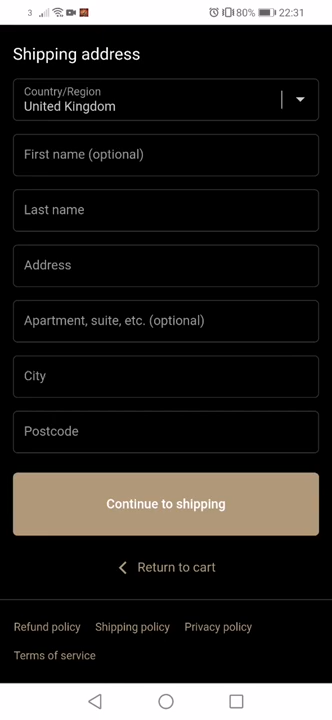 3 80% 22:31
Shipping address
Country/Region
United Kingdom
First name (optional)
Last name
Address
Apartment, suite, etc. (optional)
City
Postcode
Continue to shipping
Return to cart
Refund policy Shipping policy Privacy policy
Terms of service